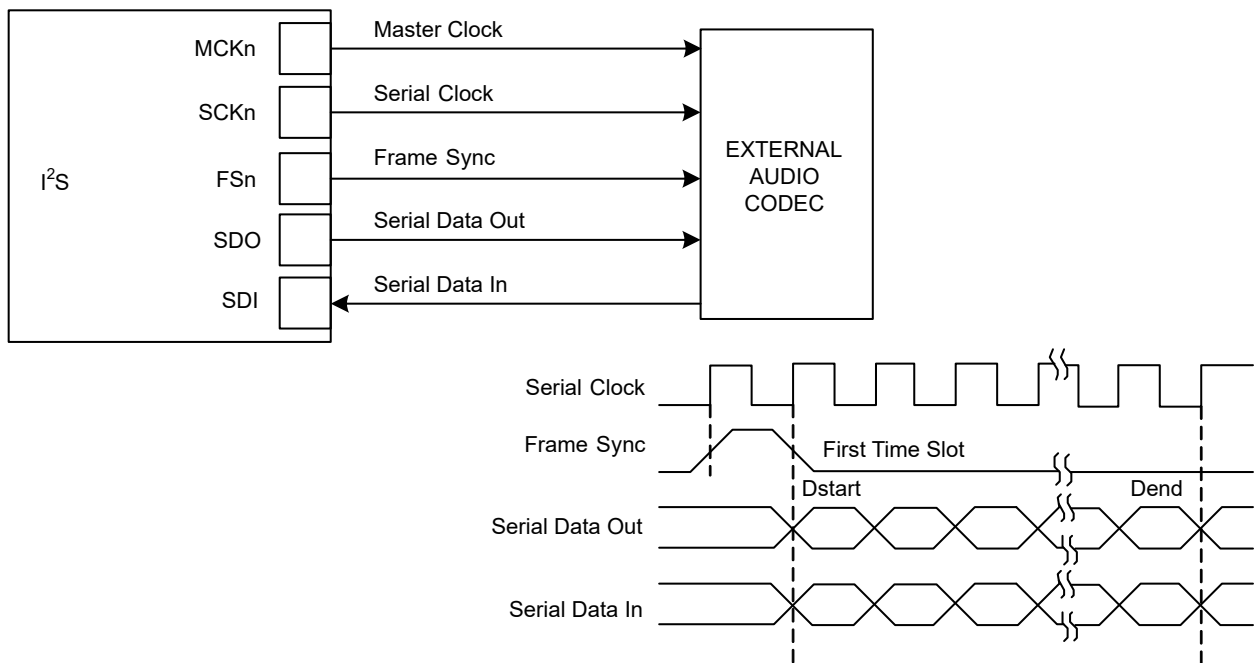 MCKn
Master Clock
SCKn
Serial Clock
I²S
FSn
Frame Sync
SDO
Serial Data Out
SDI
Serial Data In
EXTERNAL
AUDIO
CODEC
Serial Clock
Frame Sync
First Time Slot
Dstart
Dend
Serial Data Out
Serial Data In